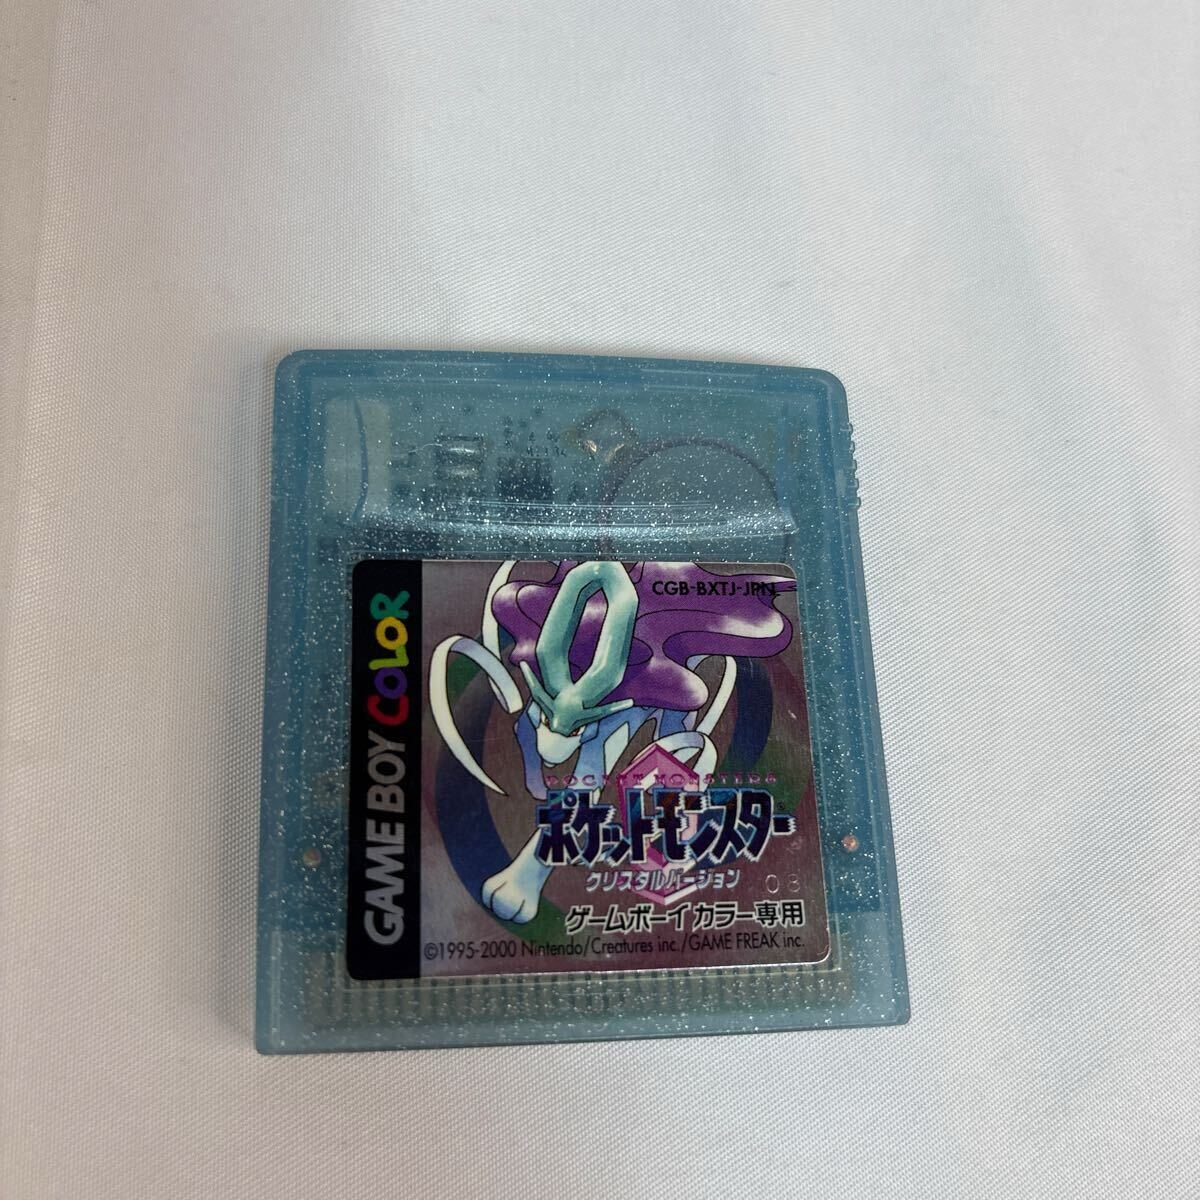 CGB-BXTJ-JPN
GAME BOY COLOR
POCKET MONSTERS
ポケットモンスター
クリスタルバージョン
08
ゲームボーイカラー専用
©1995-2000 Nintendo/Creatures inc./GAME FREAK inc.